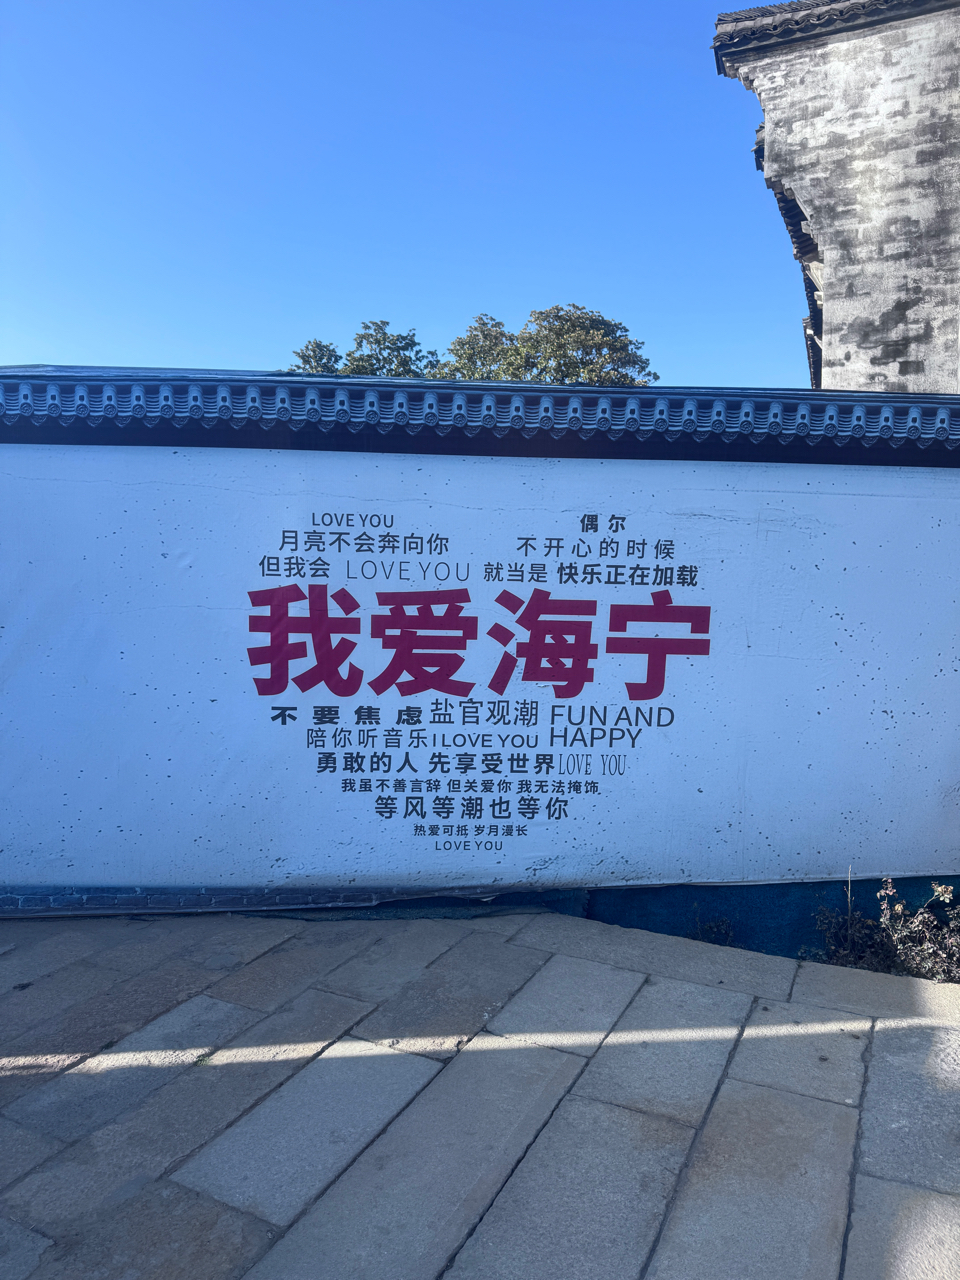 LOVE YOU
月亮不会奔向你
但我会 LOVE YOU
偶尔
不开心的时候
就当是 快乐正在加载
我爱海宁
不要焦虑 盐官观潮 FUN AND
陪你听音乐 I LOVE YOU HAPPY
勇敢的人 先享受世界 LOVE YOU
我虽不善言辞 但关爱你 我无法掩饰
等风等潮也等你
热爱可抵 岁月漫长
LOVE YOU